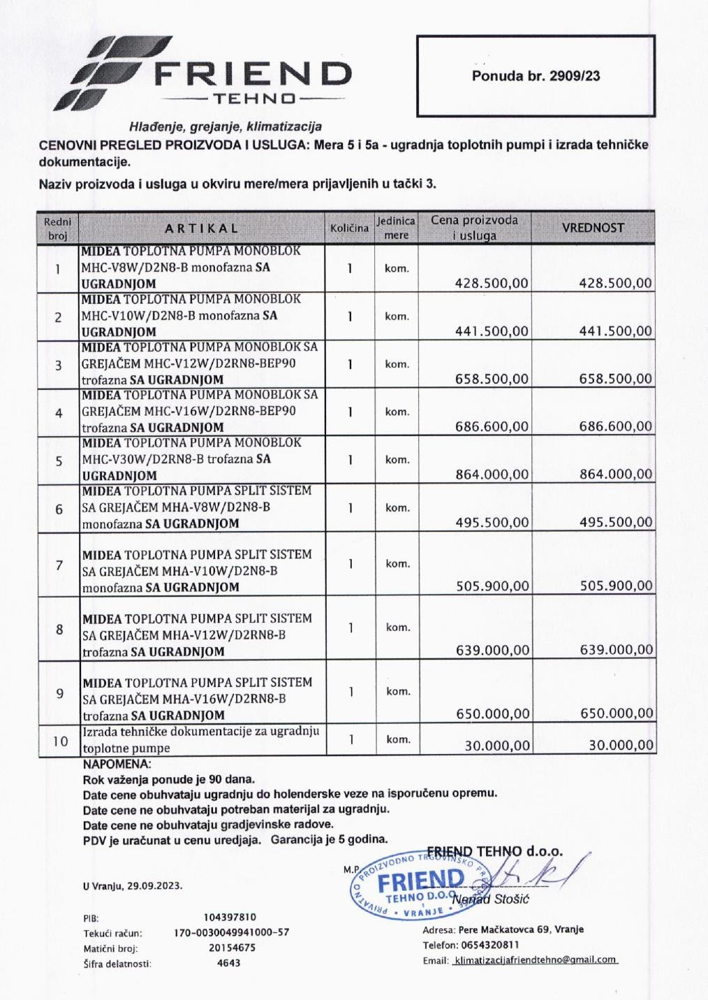 FRIEND
TEHNO
Ponuda br. 2909/23
Hlađenje, grejanje, klimatizacija
CENOVNI PREGLED PROIZVODA I USLUGA: Mera 5 i 5a - ugradnja toplotnih pumpi i izrada tehničke
dokumentacije.
Naziv proizvoda i usluga u okviru mere/mera prijavljenih u tački 3.
Redni broj | ARTIKAL | Količina | Jedinica mere | Cena proizvoda i usluga | VREDNOST
MIDEA TOPLOTNA PUMPA MONOBLOK
1 MHC-V8W/D2N8-B monofazna SA 1 kom.
UGRADNJOM 428.500,00 428.500,00
MIDEA TOPLOTNA PUMPA MONOBLOK
2 MHC-V10W/D2N8-B monofazna SA 1 kom.
UGRADNJOM 441.500,00 441.500,00
MIDEA TOPLOTNA PUMPA MONOBLOK SA
3 GREJAČEM MHC-V12W/D2RN8-BEP90 1 kom.
trofazna SA UGRADNJOM 658.500,00 658.500,00
MIDEA TOPLOTNA PUMPA MONOBLOK SA
4 GREJAČEM MHC-V16W/D2RN8-BEP90 1 kom.
trofazna SA UGRADNJOM 686.600,00 686.600,00
MIDEA TOPLOTNA PUMPA MONOBLOK
5 MHC-V30W/D2RN8-B trofazna SA 1 kom.
UGRADNJOM 864.000,00 864.000,00
MIDEA TOPLOTNA PUMPA SPLIT SISTEM
6 SA GREJAČEM MHA-V8W/D2N8-B 1 kom.
monofazna SA UGRADNJOM 495.500,00 495.500,00
MIDEA TOPLOTNA PUMPA SPLIT SISTEM
7 SA GREJAČEM MHA-V10W/D2N8-B 1 kom.
monofazna SA UGRADNJOM 505.900,00 505.900,00
MIDEA TOPLOTNA PUMPA SPLIT SISTEM
8 SA GREJAČEM MHA-V12W/D2RN8-B 1 kom.
trofazna SA UGRADNJOM 639.000,00 639.000,00
MIDEA TOPLOTNA PUMPA SPLIT SISTEM
9 SA GREJAČEM MHA-V16W/D2RN8-B 1 kom.
trofazna SA UGRADNJOM 650.000,00 650.000,00
Izrada tehničke dokumentacije za ugradnju
10 toplotne pumpe 1 kom. 30.000,00 30.000,00
NAPOMENA:
Rok važenja ponude je 90 dana.
Date cene obuhvataju ugradnju do holenderske veze na isporučenu opremu.
Date cene ne obuhvataju potreban materijal za ugradnju.
Date cene ne obuhvataju gradjevinske radove.
PDV je uračunat u cenu uredjaja. Garancija je 5 godina.
FRIEND TEHNO d.o.o.
M.P.
PRIVATNO PROIZVODNO TRGOVINSKO
FRIEND
TEHNO D.O.O.
1
VRANJE
Nenad Stošić
U Vranju, 29.09.2023.
PIB: 104397810
Tekući račun: 170-0030049941000-57
Matični broj: 20154675
Šifra delatnosti: 4643
Adresa: Pere Mačkatovca 69, Vranje
Telefon: 0654320811
Email: klimatizacijafriendtehno@gmail.com